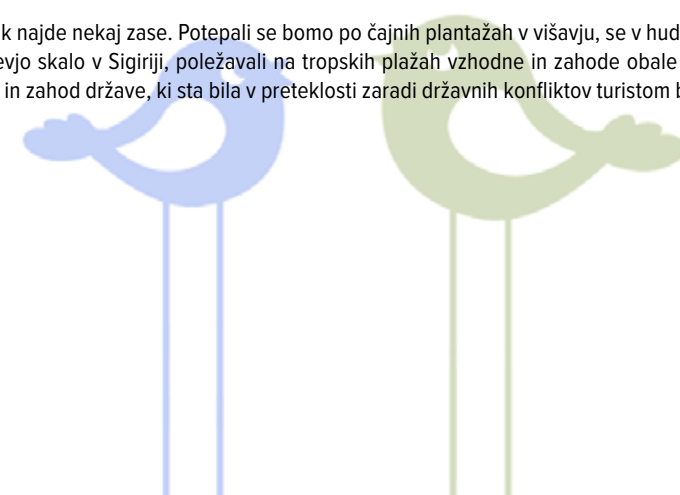 k najde nekaj zase. Potepali se bomo po čajnih plantažah v višavju, se v hud
evjo skalo v Sigiriji, poležavali na tropskih plažah vzhodne in zahode obale
in zahod države, ki sta bila v preteklosti zaradi državnih konfliktov turistom b